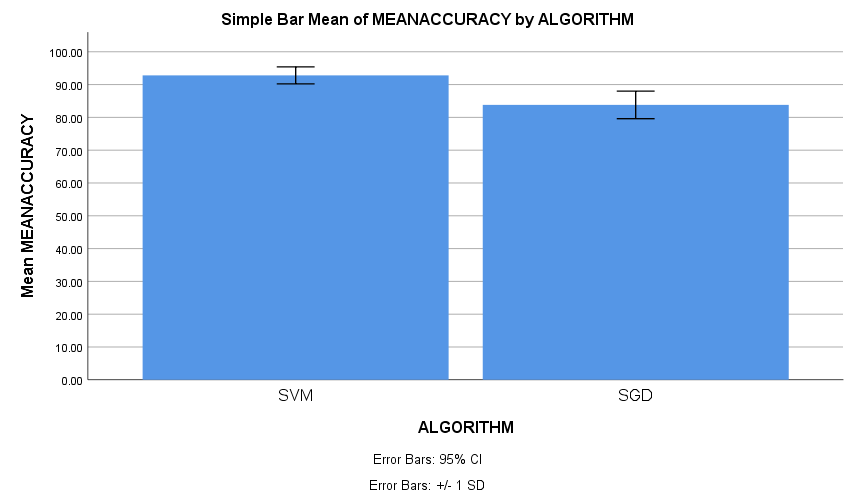 Simple Bar Mean of MEANACCURACY by ALGORITHM
Mean MEANACCURACY
100.00
90.00
80.00
70.00
60.00
50.00
40.00
30.00
20.00
10.00
0.00
SVM
SGD
ALGORITHM
Error Bars: 95% CI
Error Bars: +/- 1 SD